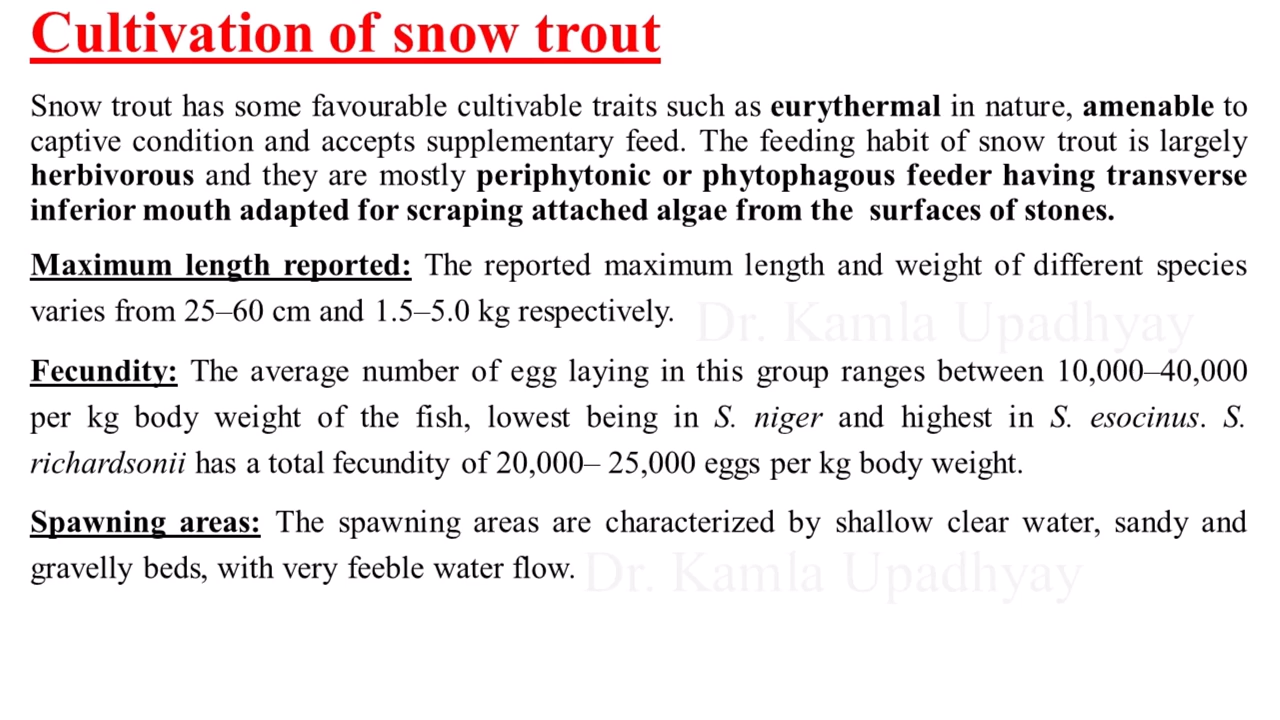 Cultivation of snow trout
Snow trout has some favourable cultivable traits such as eurythermal in nature, amenable to
captive condition and accepts supplementary feed. The feeding habit of snow trout is largely
herbivorous and they are mostly periphytonic or phytophagous feeder having transverse
inferior mouth adapted for scraping attached algae from the surfaces of stones.
Maximum length reported: The reported maximum length and weight of different species
varies from 25–60 cm and 1.5–5.0 kg respectively.
Dr. Kamla Upadhyay
Fecundity: The average number of egg laying in this group ranges between 10,000–40,000
per kg body weight of the fish, lowest being in S. niger and highest in S. esocinus. S.
richardsonii has a total fecundity of 20,000– 25,000 eggs per kg body weight.
Spawning areas: The spawning areas are characterized by shallow clear water, sandy and
gravelly beds, with very feeble water flow.
Dr. Kamla Upadhyay